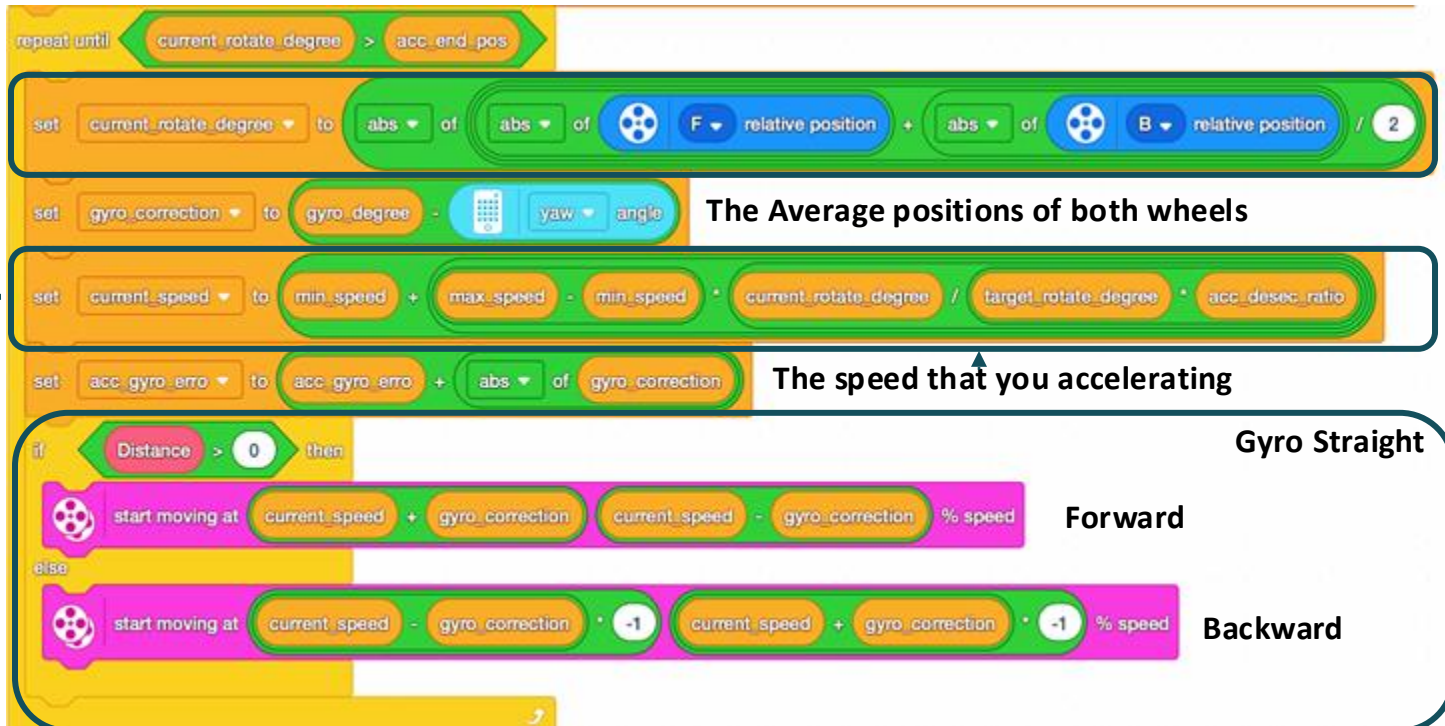 repeat until current_rotate_degree > acc_end_pos
set current_rotate_degree to abs of abs of F relative position + abs of B relative position / 2
set gyro_correction to gyro_degree - yaw angle
The Average positions of both wheels
set current_speed to min_speed + max_speed - min_speed * current_rotate_degree / target_rotate_degree * acc_desec_ratio
set acc_gyro_erro to acc_gyro_erro + abs of gyro_correction
The speed that you accelerating
if Distance > 0 then
Gyro Straight
start moving at current_speed + gyro_correction current_speed - gyro_correction % speed
Forward
else
start moving at current_speed - gyro_correction * -1 current_speed + gyro_correction * -1 % speed
Backward